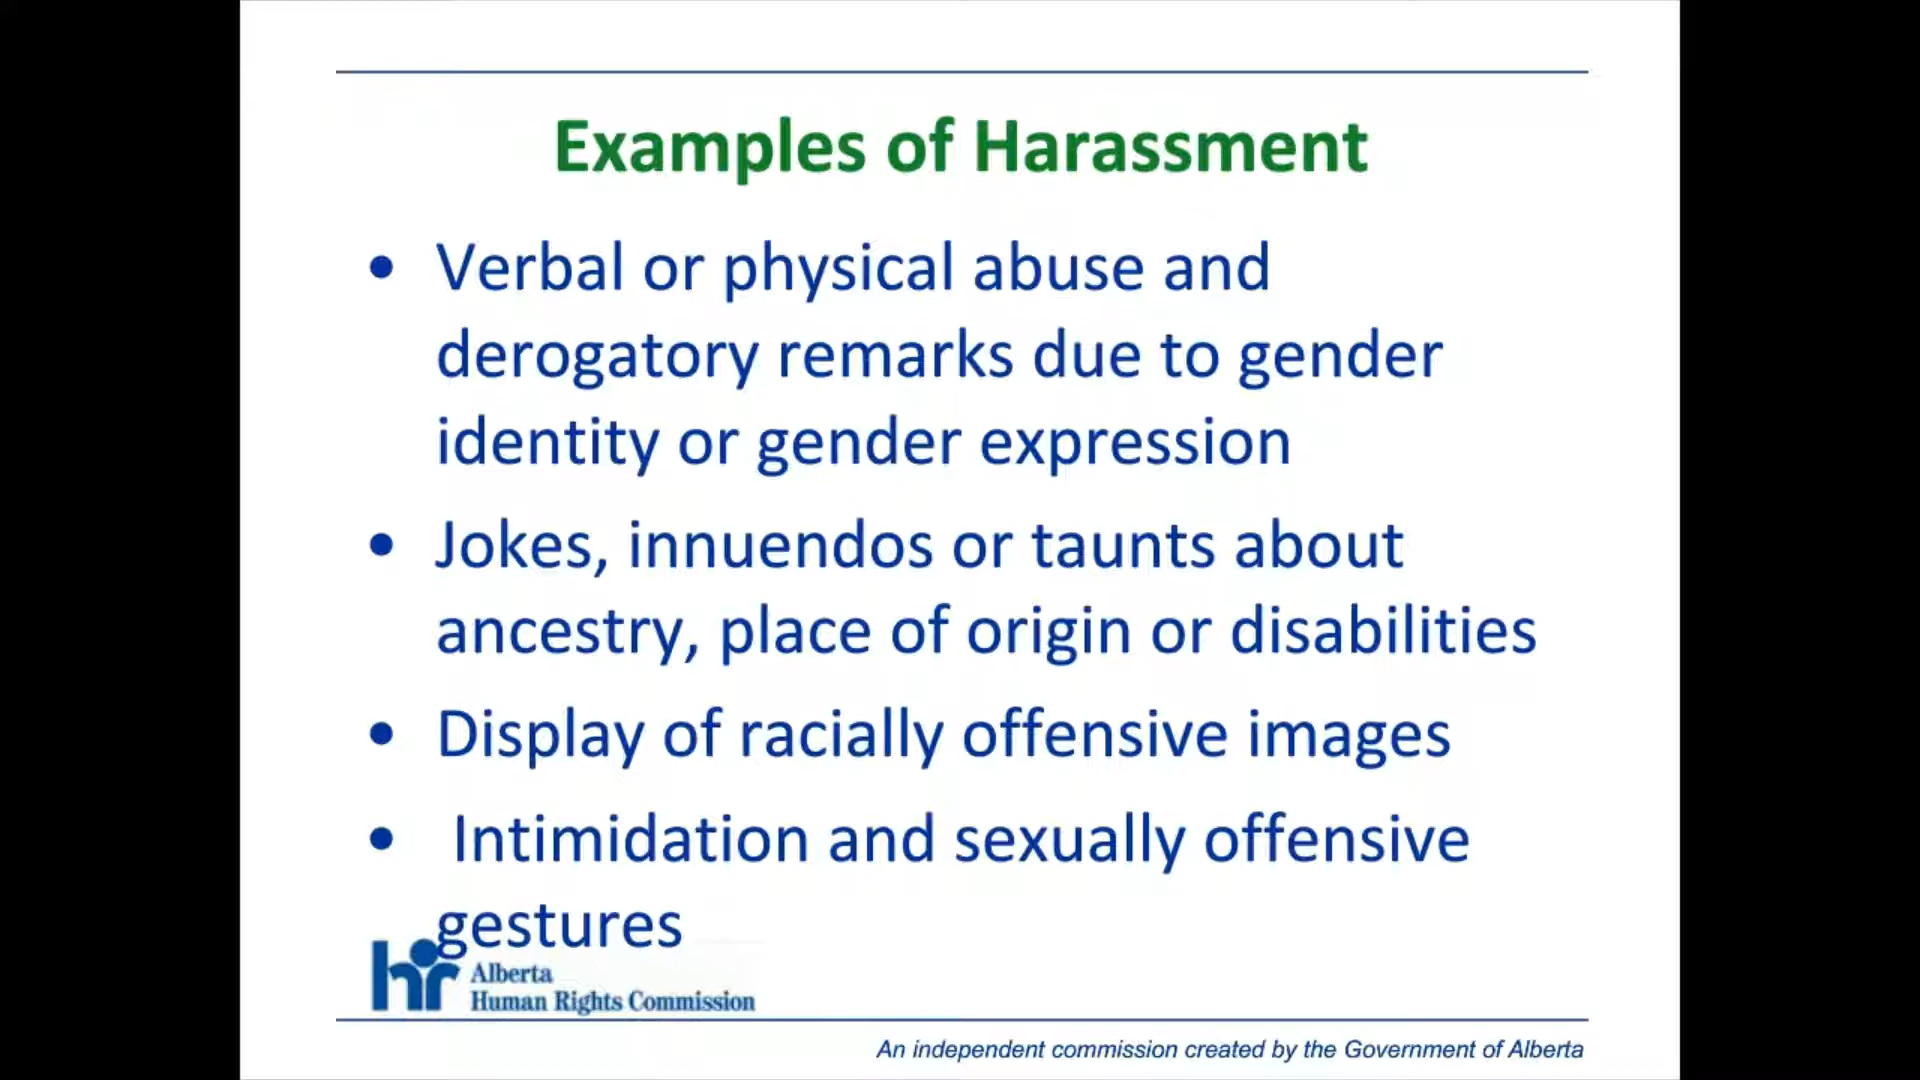 Examples of Harassment
• Verbal or physical abuse and
derogatory remarks due to gender
identity or gender expression
• Jokes, innuendos or taunts about
ancestry, place of origin or disabilities
• Display of racially offensive images
• Intimidation and sexually offensive
gestures
hr Alberta
Human Rights Commission
An independent commission created by the Government of Alberta